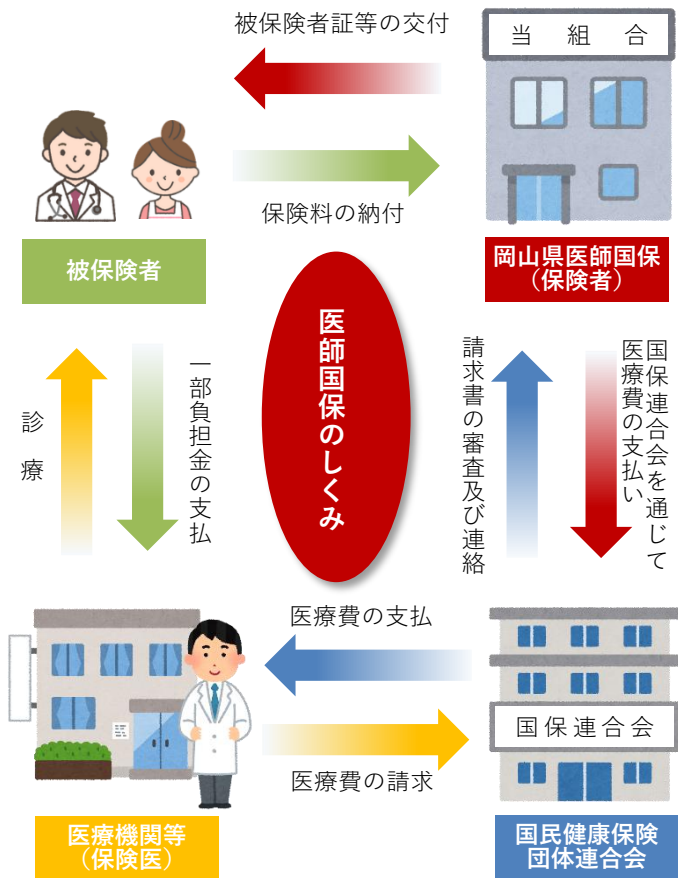 被保険者証等の交付
当組合
保険料の納付
被保険者
岡山県医師国保
（保険者）
医師国保のしくみ
診療
一部負担金の支払
請求書の審査及び連絡
国保連合会を通じて
医療費の支払い
医療費の支払
国保連合会
医療費の請求
医療機関等
（保険医）
国民健康保険
団体連合会